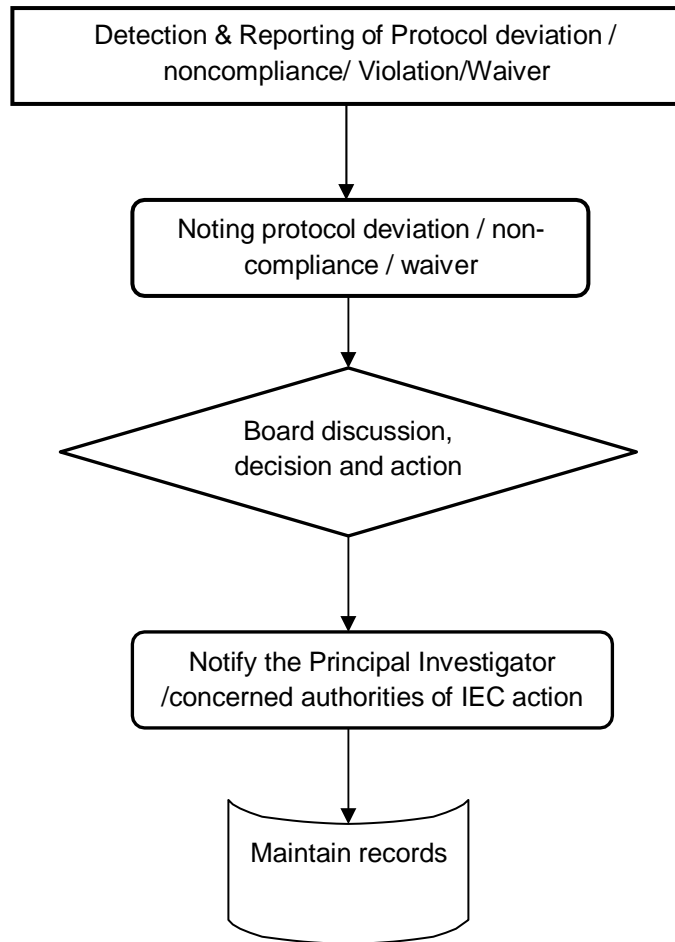 Detection & Reporting of Protocol deviation /
noncompliance/ Violation/Waiver
Noting protocol deviation / non-
compliance / waiver
Board discussion,
decision and action
Notify the Principal Investigator
/concerned authorities of IEC action
Maintain records